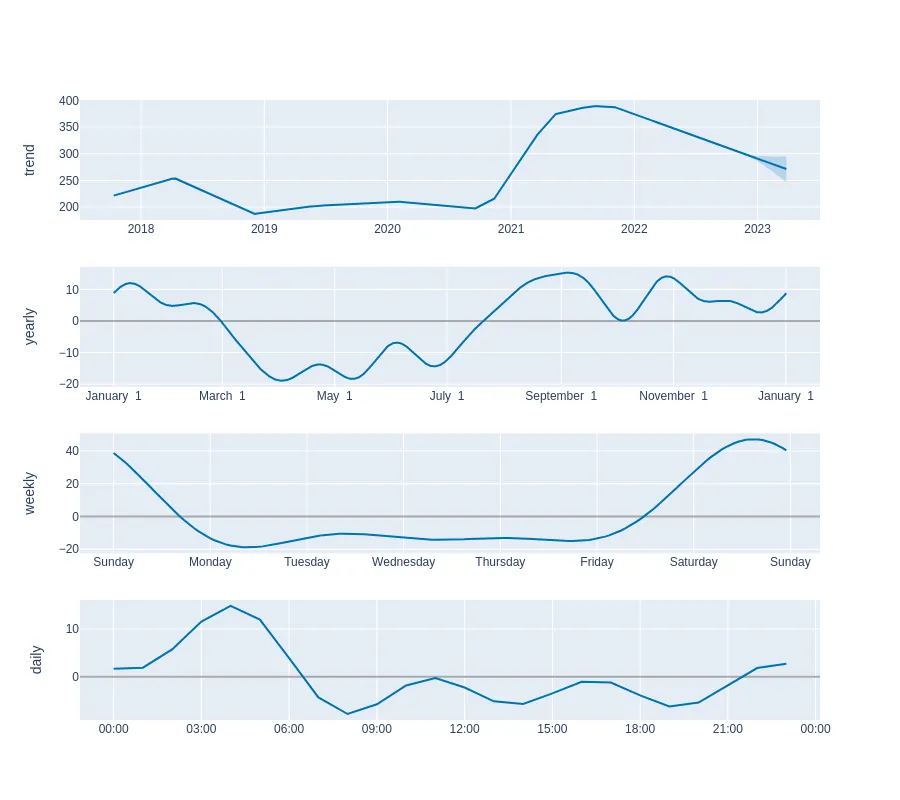 trend
400
350
300
250
200
2018 2019 2020 2021 2022 2023
yearly
10
0
−10
−20
January 1 March 1 May 1 July 1 September 1 November 1 January 1
weekly
40
20
0
−20
Sunday Monday Tuesday Wednesday Thursday Friday Saturday Sunday
daily
10
0
00:00 03:00 06:00 09:00 12:00 15:00 18:00 21:00 00:00